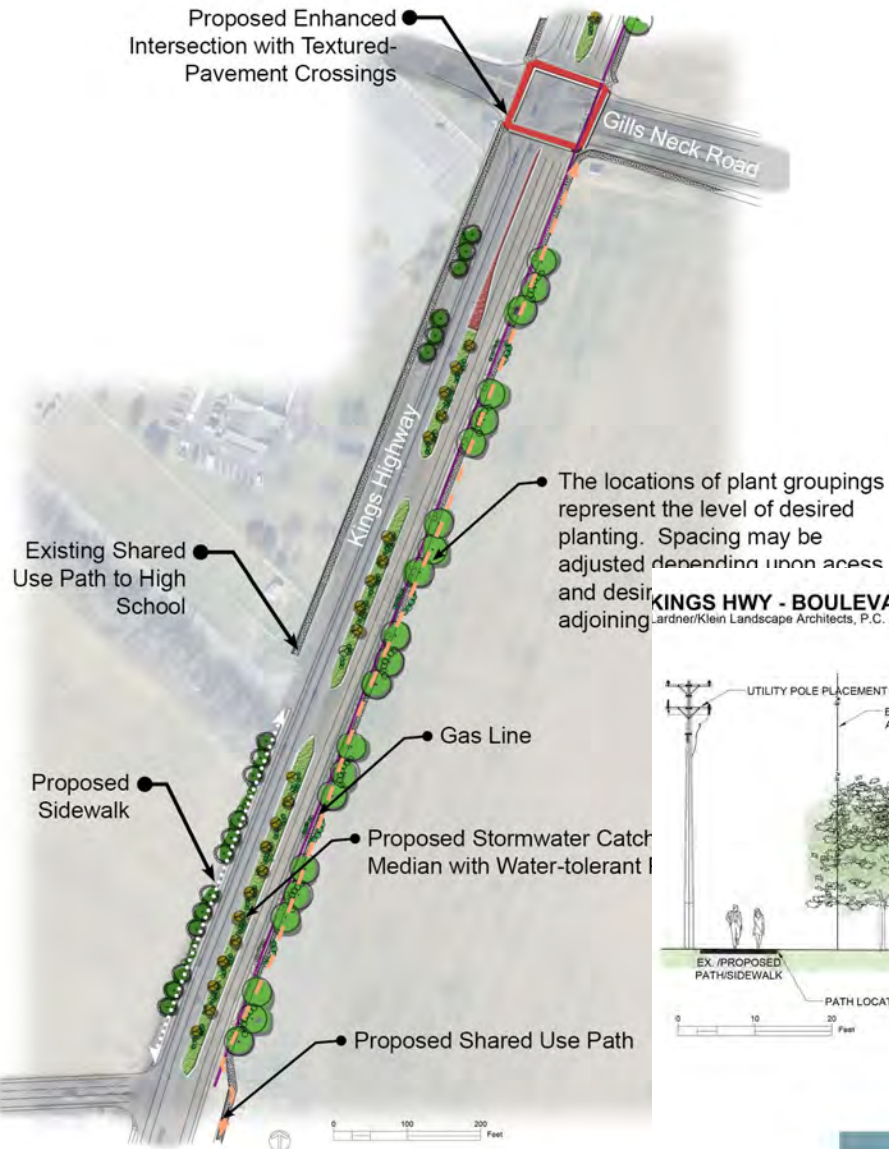 Proposed Enhanced
Intersection with Textured-
Pavement Crossings
Gills Neck Road
Kings Highway
The locations of plant groupings
represent the level of desired
planting. Spacing may be
adjusted depending upon acess
and desir
adjoining
Existing Shared
Use Path to High
School
KINGS HWY - BOULEVA
Lardner/Klein Landscape Architects, P.C.
UTILITY POLE PLACEMENT
Gas Line
Proposed
Sidewalk
Proposed Stormwater Catch
Median with Water-tolerant
EX. /PROPOSED
PATH/SIDEWALK
PATH LOCAT
0 10 20
Feet
Proposed Shared Use Path
0 100 200
Feet